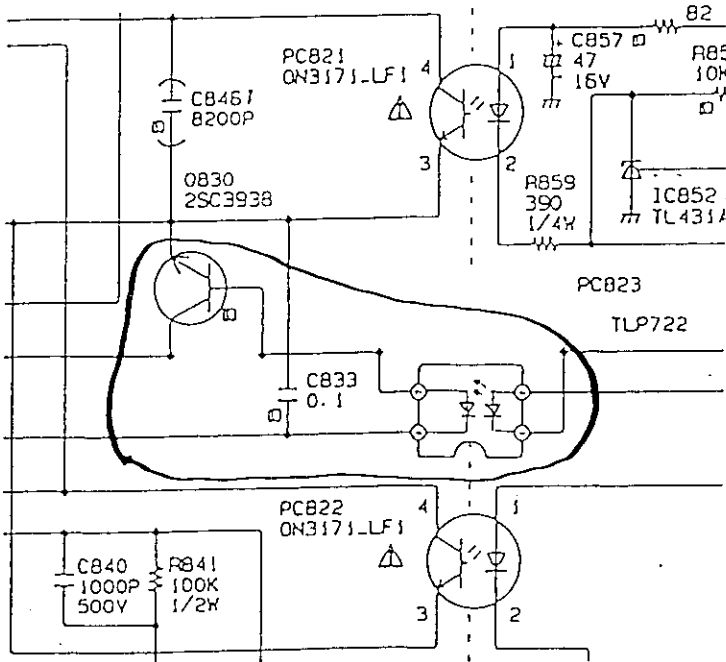 82
PC821
ON3171_LF1
4
1
3
2
C857
47
16V
R85
10K
C8461
8200P
Q830
2SC3938
R859
390
1/4W
IC852
TL431A
PC823
TLP722
C833
0.1
PC822
ON3171_LF1
4
1
3
2
C840
1000P
500V
R841
100K
1/2W